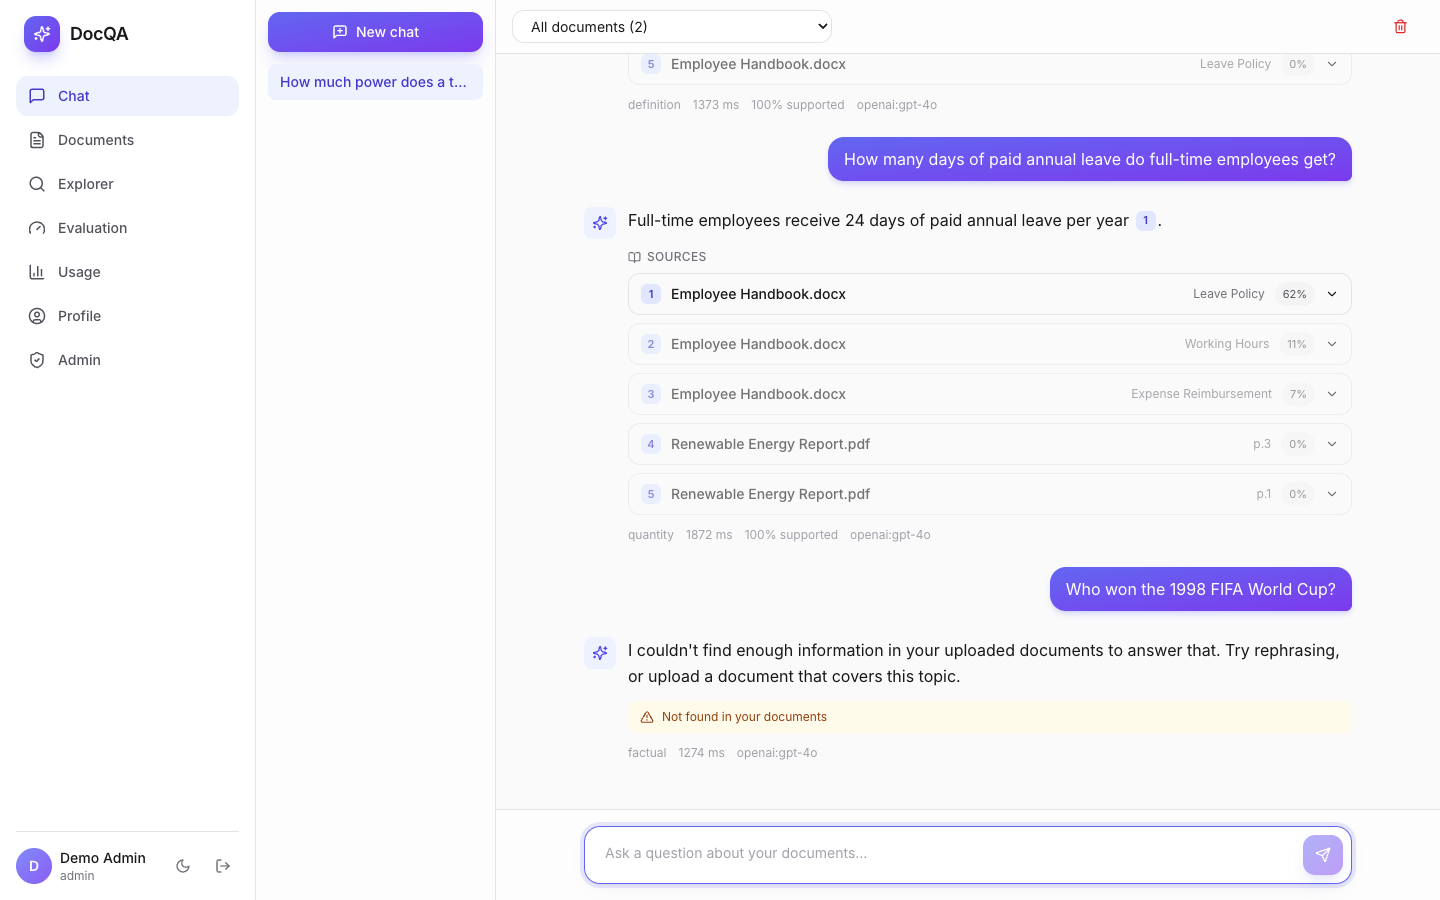 DocQA
Chat
Documents
Explorer
Evaluation
Usage
Profile
Admin
D
Demo Admin
admin
New chat
How much power does a t...
All documents (2)
5 Employee Handbook.docx Leave Policy 0%
definition 1373 ms 100% supported openai:gpt-4o
How many days of paid annual leave do full-time employees get?
Full-time employees receive 24 days of paid annual leave per year 1.
SOURCES
1 Employee Handbook.docx Leave Policy 62%
2 Employee Handbook.docx Working Hours 11%
3 Employee Handbook.docx Expense Reimbursement 7%
4 Renewable Energy Report.pdf p.3 0%
5 Renewable Energy Report.pdf p.1 0%
quantity 1872 ms 100% supported openai:gpt-4o
Who won the 1998 FIFA World Cup?
I couldn't find enough information in your uploaded documents to answer that. Try rephrasing,
or upload a document that covers this topic.
Not found in your documents
factual 1274 ms openai:gpt-4o
Ask a question about your documents...